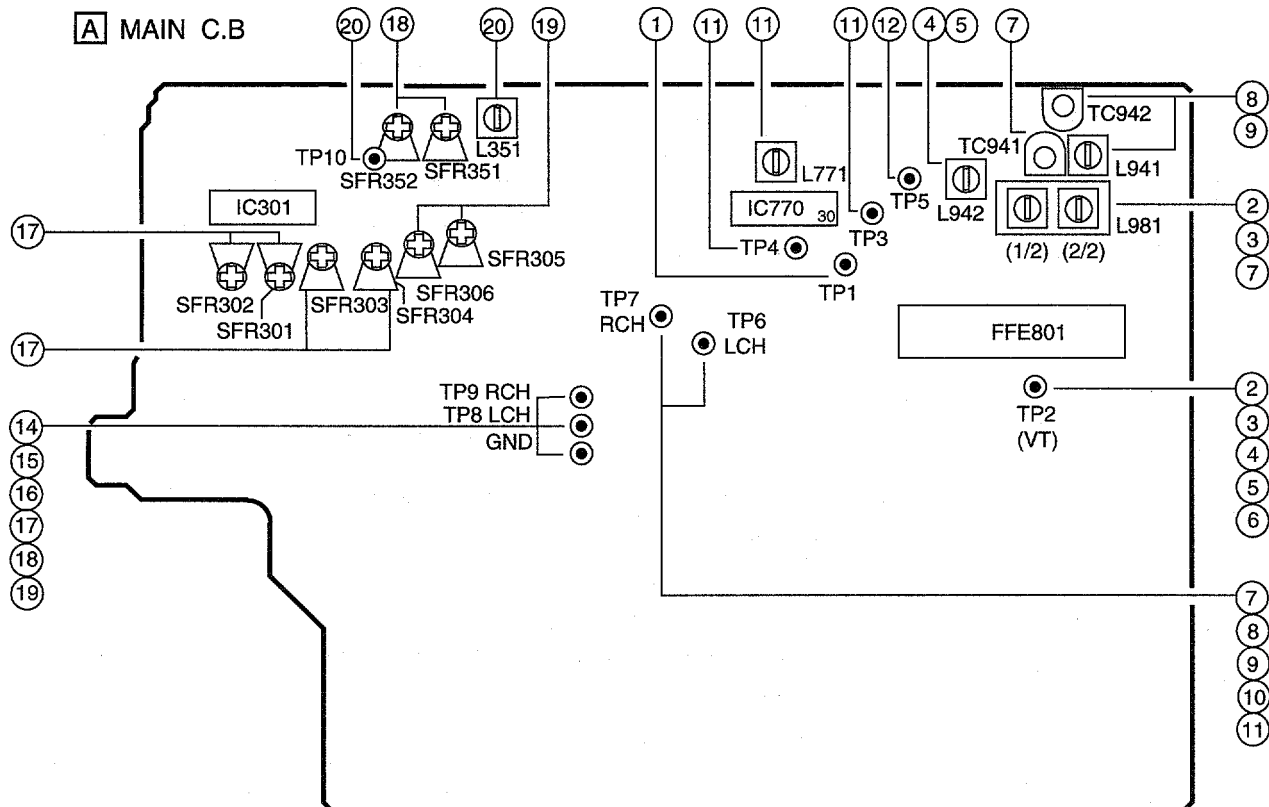 A MAIN C.B
20 18 20 19 1 11 11 11 12 4 5 7
8
9
TC942
TC941
L941
L351
TP10
SFR352
SFR351
L771
TP5
L942
IC301
IC770 30
TP3
L981
2
3
7
17
TP4
(1/2) (2/2)
SFR305
SFR302
SFR301
SFR303
SFR306
SFR304
TP1
TP7
RCH
TP6
LCH
FFE801
17
TP9 RCH
TP8 LCH
GND
TP2
(VT)
2
3
4
5
6
14
15
16
17
18
19
7
8
9
10
11